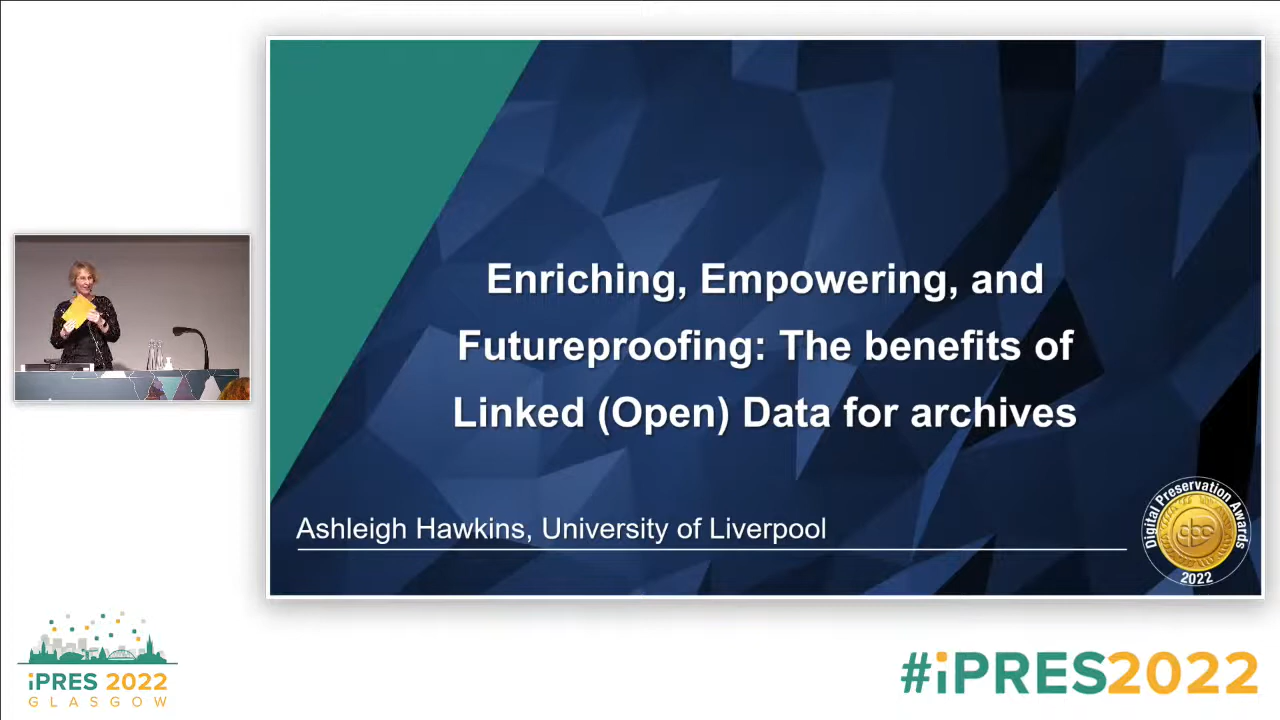 Enriching, Empowering, and
Futureproofing: The benefits of
Linked (Open) Data for archives
Ashleigh Hawkins, University of Liverpool
Digital Preservation Awards
dpc
2022
iPRES 2022
GLASGOW
#iPRES2022